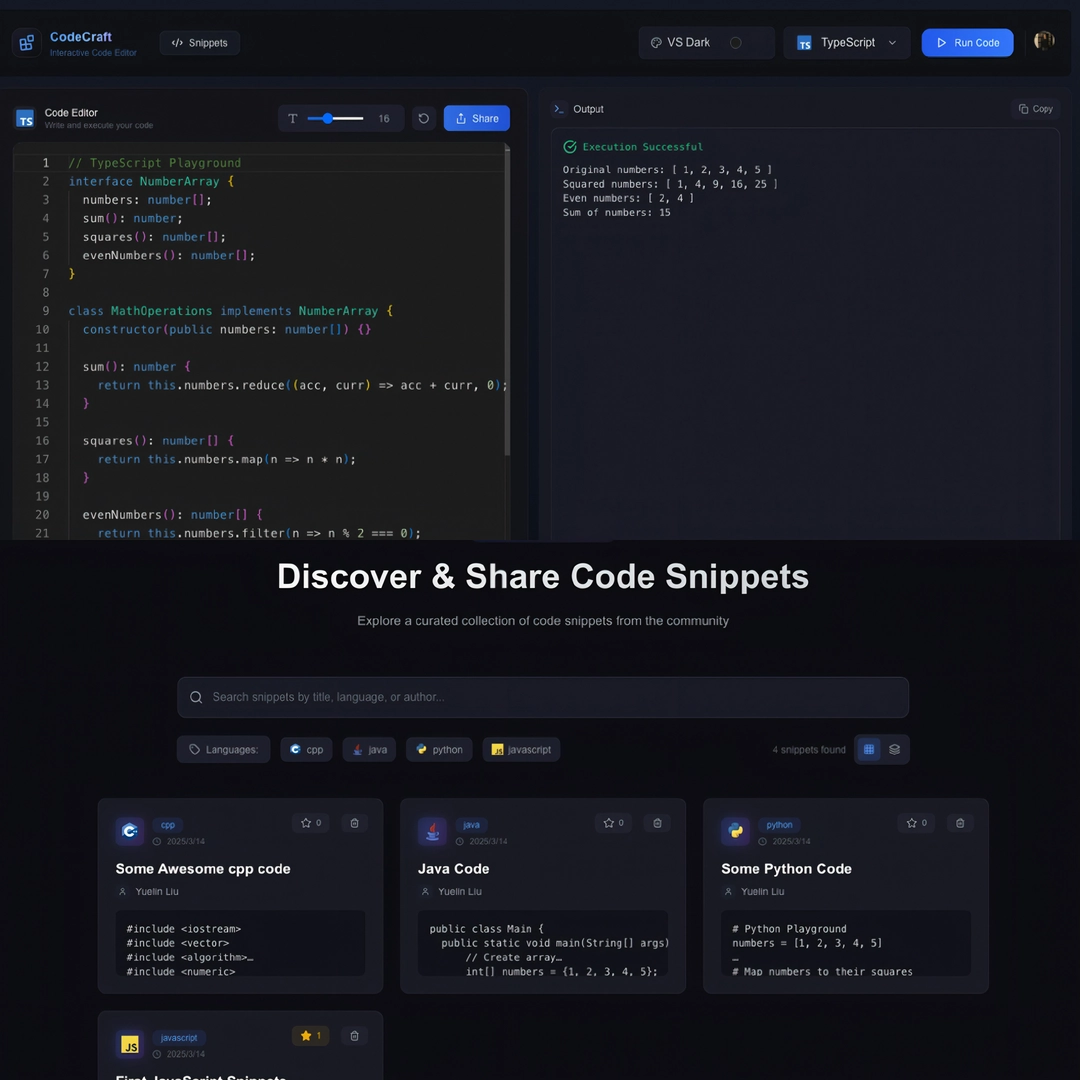 CodeCraft
Interactive Code Editor
</> Snippets
VS Dark
TS TypeScript
Run Code
TS
Code Editor
Write and execute your code
T 16
Share
1 // TypeScript Playground
2 interface NumberArray {
3 numbers: number[];
4 sum(): number;
5 squares(): number[];
6 evenNumbers(): number[];
7 }
8
9 class MathOperations implements NumberArray {
10 constructor(public numbers: number[]) {}
11
12 sum(): number {
13 return this.numbers.reduce((acc, curr) => acc + curr, 0);
14 }
15
16 squares(): number[] {
17 return this.numbers.map(n => n * n);
18 }
19
20 evenNumbers(): number[] {
21 return this.numbers.filter(n => n % 2 === 0);
Output
Copy
Execution Successful
Original numbers: [ 1, 2, 3, 4, 5 ]
Squared numbers: [ 1, 4, 9, 16, 25 ]
Even numbers: [ 2, 4 ]
Sum of numbers: 15
Discover & Share Code Snippets
Explore a curated collection of code snippets from the community
Search snippets by title, language, or author...
Languages: cpp java python JS javascript
4 snippets found
cpp
0
2025/3/14
Some Awesome cpp code
Yuelin Liu
#include <iostream>
#include <vector>
#include <algorithm>…
#include <numeric>
java
0
2025/3/14
Java Code
Yuelin Liu
public class Main {
public static void main(String[] args)
// Create array…
int[] numbers = {1, 2, 3, 4, 5};
python
0
2025/3/14
Some Python Code
Yuelin Liu
# Python Playground
numbers = [1, 2, 3, 4, 5]
…
# Map numbers to their squares
JS
javascript
1
2025/3/14
First JavaScript Snippets